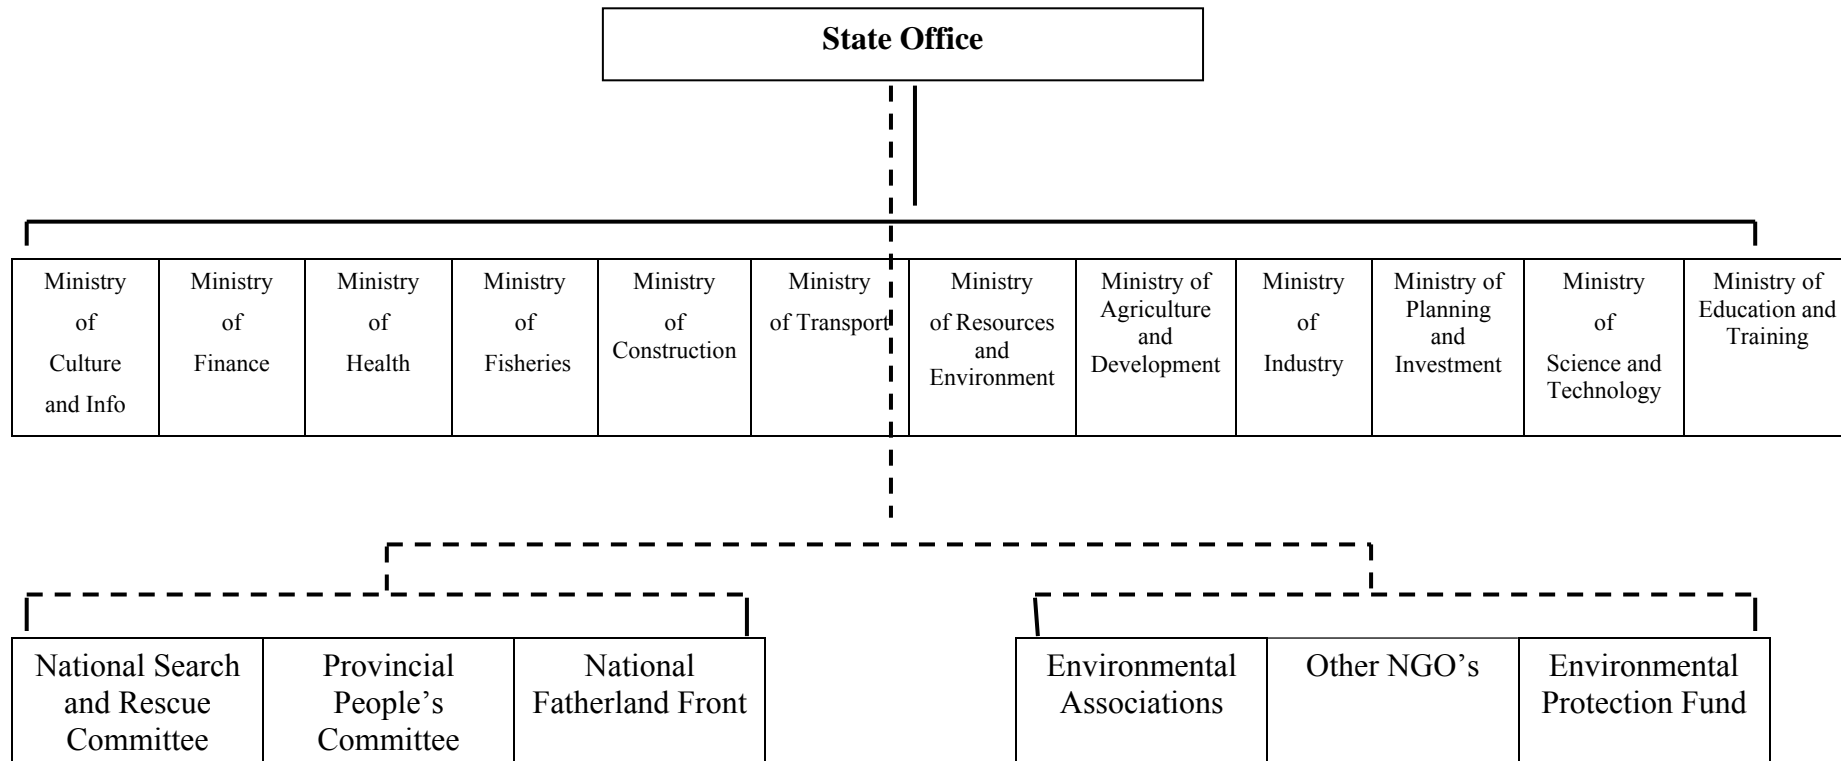 State Office
Ministry
of
Culture
and Info
Ministry
of
Finance
Ministry
of
Health
Ministry
of
Fisheries
Ministry
of
Construction
Ministry
of Transport
Ministry
of Resources
and
Environment
Ministry of
Agriculture
and
Development
Ministry
of
Industry
Ministry of
Planning
and
Investment
Ministry
of
Science and
Technology
Ministry of
Education and
Training
National Search
and Rescue
Committee
Provincial
People’s
Committee
National
Fatherland Front
Environmental
Associations
Other NGO’s
Environmental
Protection Fund